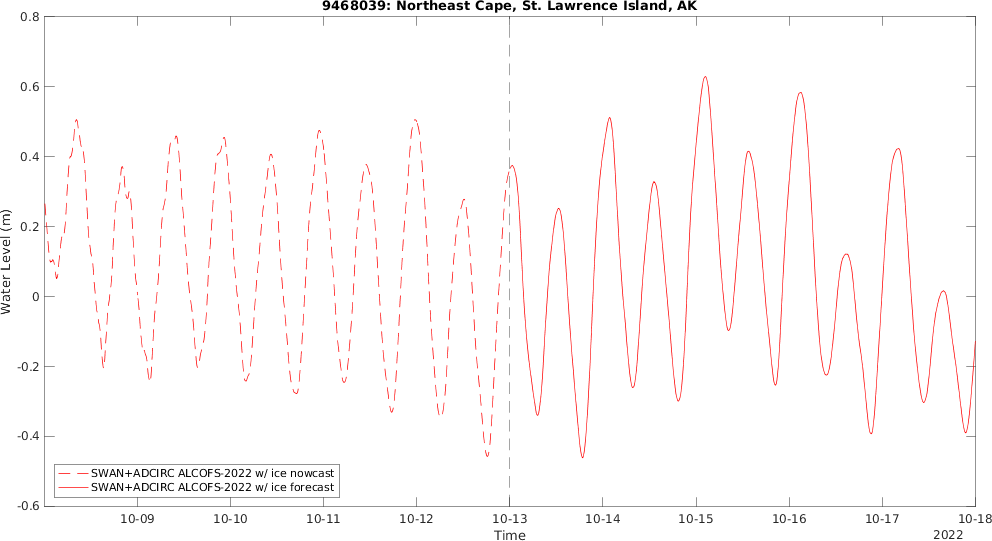 9468039: Northeast Cape, St. Lawrence Island, AK
0.8
0.6
0.4
0.2
0
-0.2
-0.4
-0.6
Water Level (m)
SWAN+ADCIRC ALCOFS-2022 w/ ice nowcast
SWAN+ADCIRC ALCOFS-2022 w/ ice forecast
10-09 10-10 10-11 10-12 10-13 10-14 10-15 10-16 10-17 10-18
Time
2022